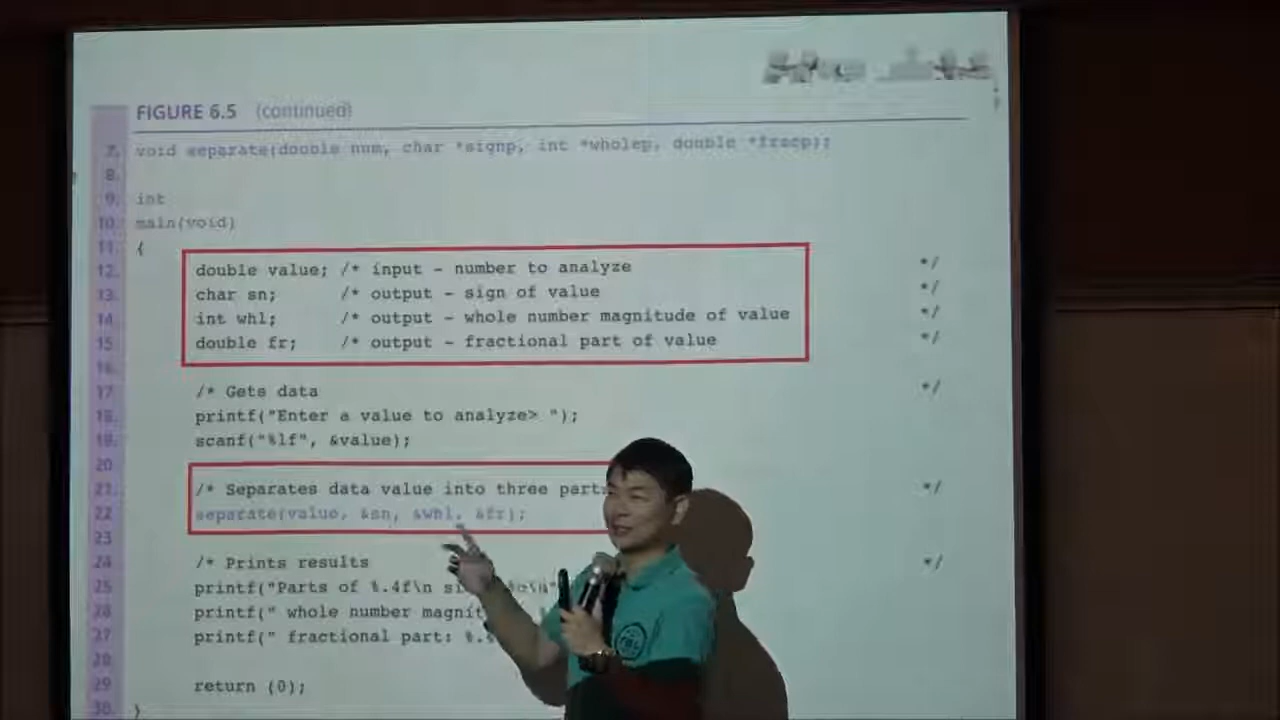 FIGURE 6.5 (continued)
7. void separate(double num, char *signp, int *wholep, double *fracp);
8.
9. int
10. main(void)
11. {
12. double value; /* input - number to analyze */
13. char sn; /* output - sign of value */
14. int whl; /* output - whole number magnitude of value */
15. double fr; /* output - fractional part of value */
16.
17. /* Gets data */
18. printf("Enter a value to analyze> ");
19. scanf("%lf", &value);
20
21. /* Separates data value into three parts */
22 separate(value, &sn, &whl, &fr);
23
24 /* Prints results */
25 printf("Parts of %.4f\n si %c\n"
26 printf(" whole number magnit
27 printf(" fractional part: %.
28
29 return (0);
30. }